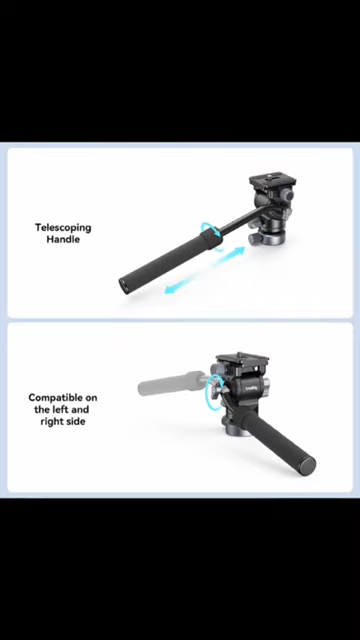 Telescoping
Handle
Compatible on
the left and
right side